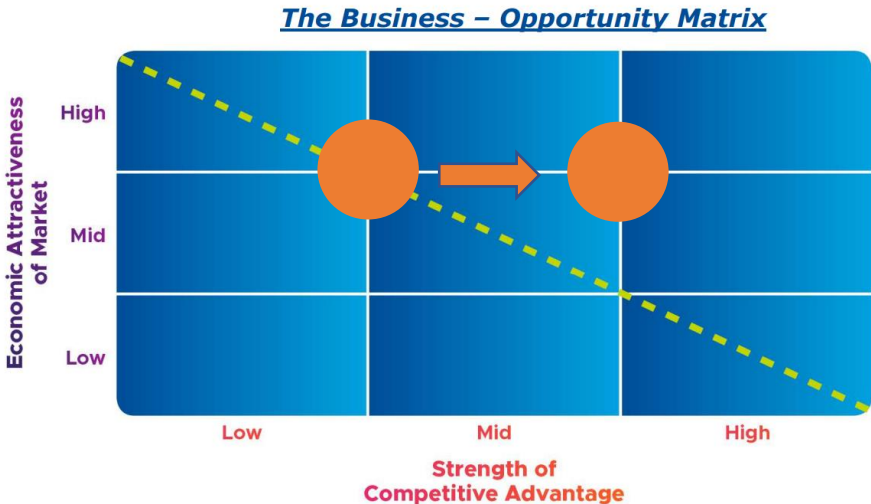 The Business – Opportunity Matrix
Economic Attractiveness
of Market
High
Mid
Low
Low
Mid
High
Strength of
Competitive Advantage